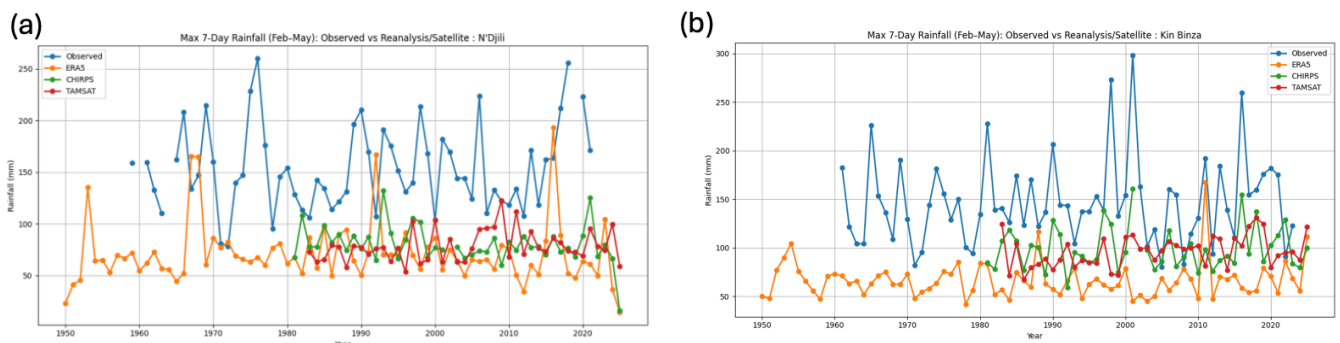 (a)
Max 7-Day Rainfall (Feb–May): Observed vs Reanalysis/Satellite : N'Djili
Observed
ERA5
CHIRPS
TAMSAT
Rainfall (mm)
250
200
150
100
50
1950 1960 1970 1980 1990 2000 2010 2020
(b)
Max 7-Day Rainfall (Feb–May): Observed vs Reanalysis/Satellite : Kin Binza
Observed
ERA5
CHIRPS
TAMSAT
Rainfall (mm)
300
250
200
150
100
50
1950 1960 1970 1980 1990 2000 2010 2020
Year